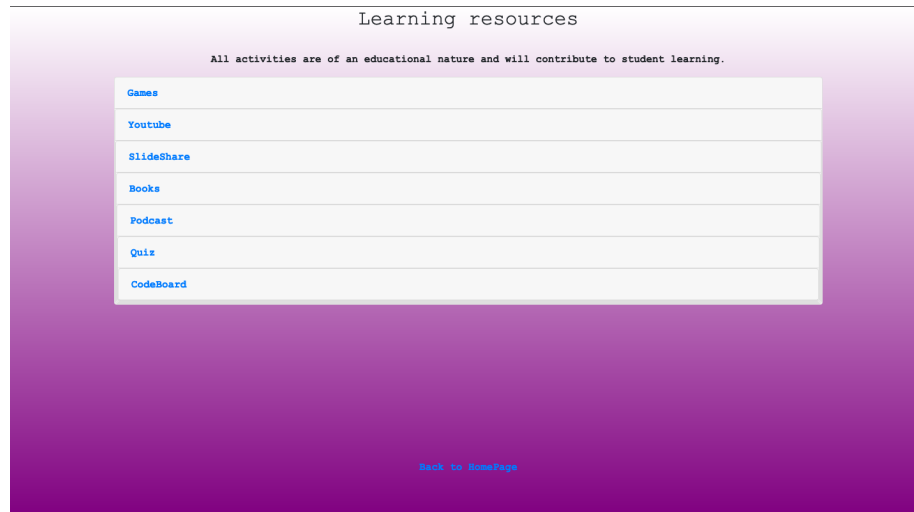 Learning resources
All activities are of an educational nature and will contribute to student learning.
Games
Youtube
SlideShare
Books
Podcast
Quiz
CodeBoard
Back to HomePage